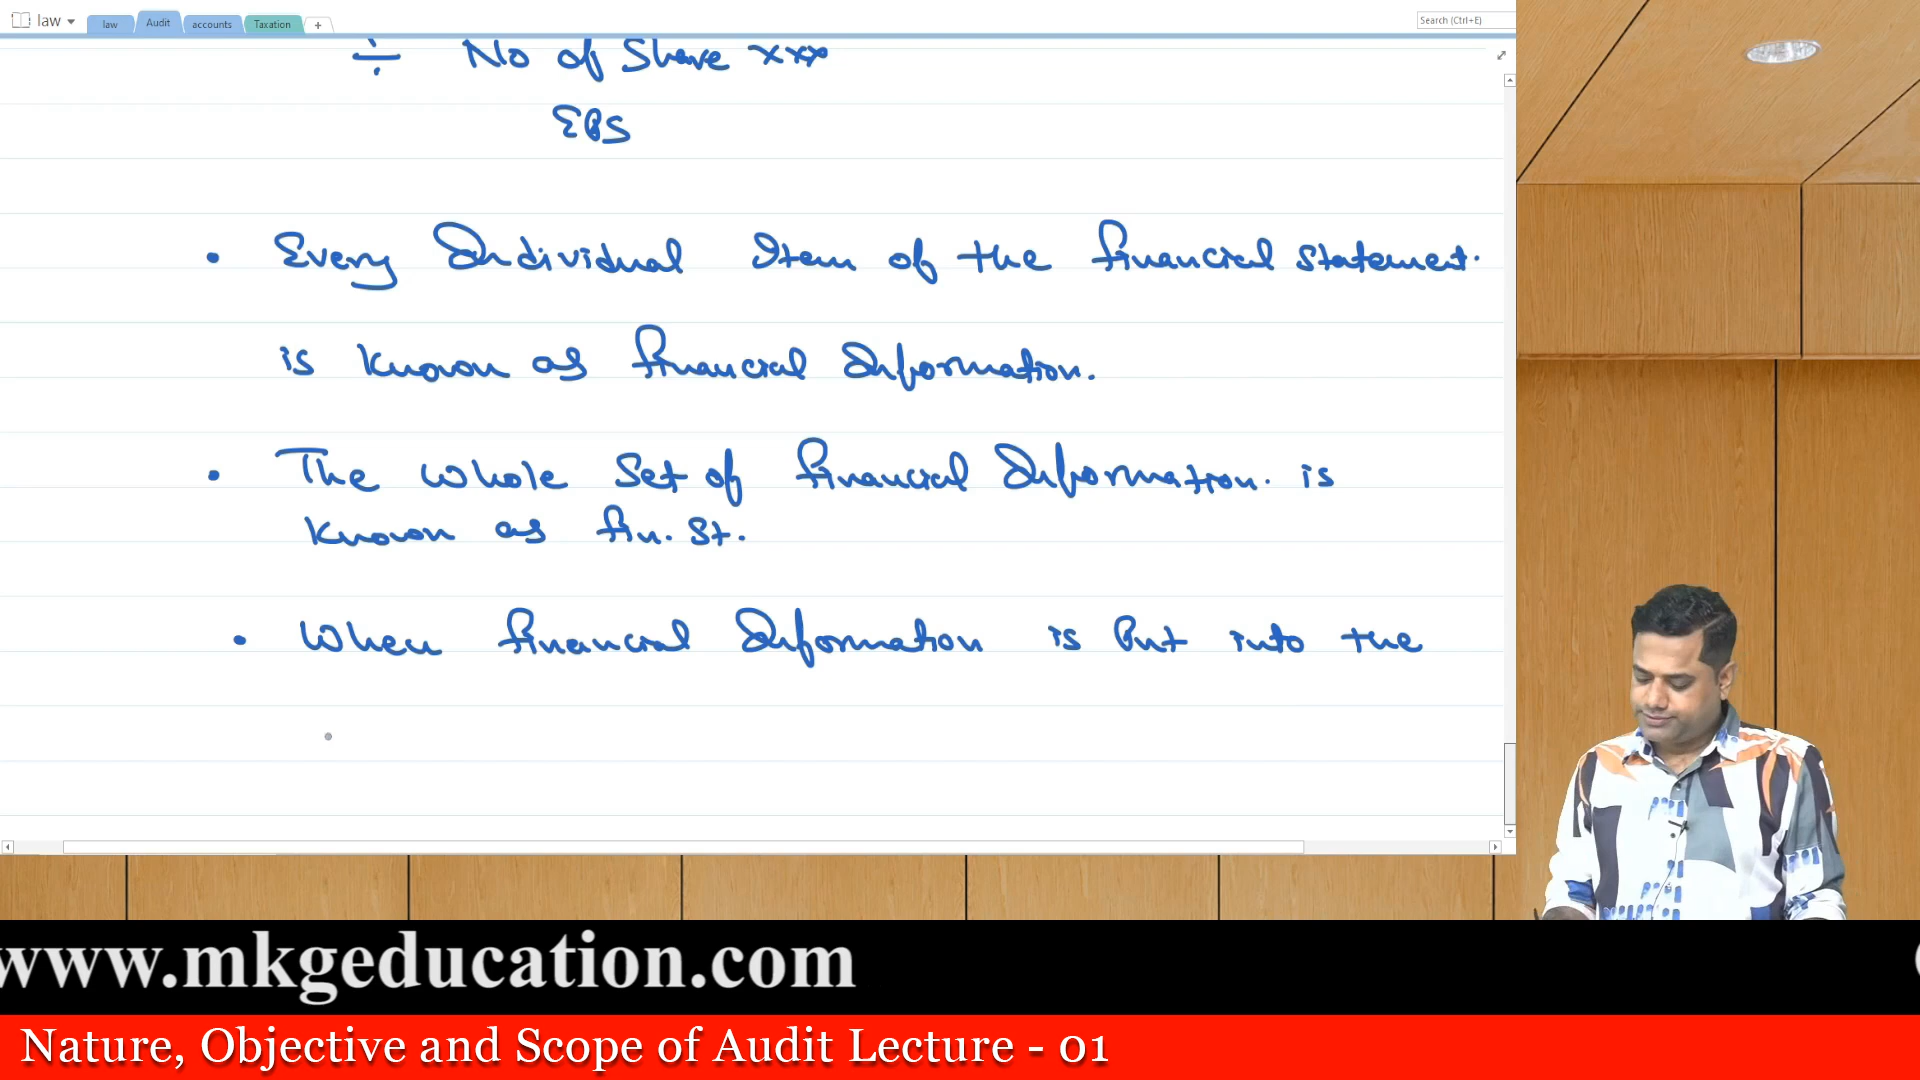 law
law Audit accounts Taxation +
Search (Ctrl+E)
÷ No of Share xxx
EPS
• Every Individual Item of the financial statement.
is known as financial Information.
• The whole Set of financial Information. is
known as fin. St.
• When financial Information is Put into the
www.mkgeducation.com
Nature, Objective and Scope of Audit Lecture - 01